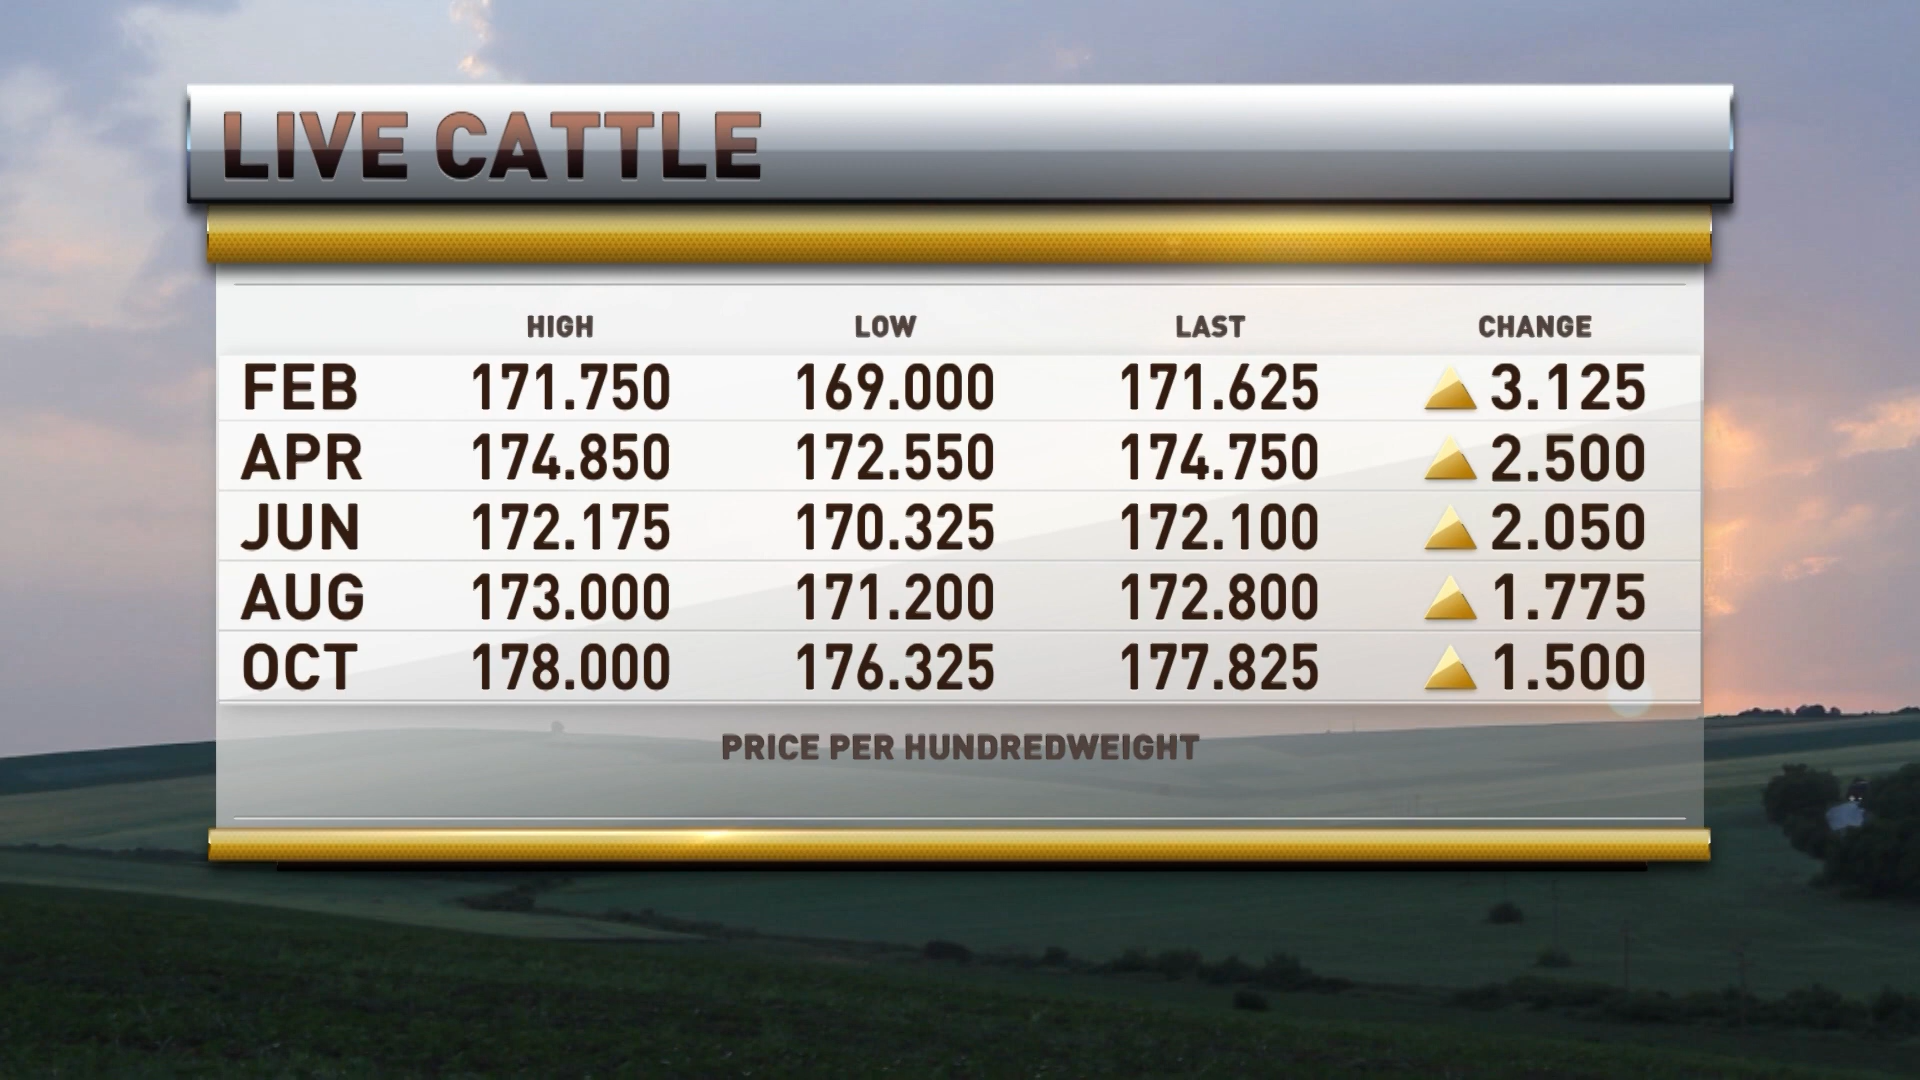 LIVE CATTLE
HIGH LOW LAST CHANGE
FEB 171.750 169.000 171.625 3.125
APR 174.850 172.550 174.750 2.500
JUN 172.175 170.325 172.100 2.050
AUG 173.000 171.200 172.800 1.775
OCT 178.000 176.325 177.825 1.500
PRICE PER HUNDREDWEIGHT